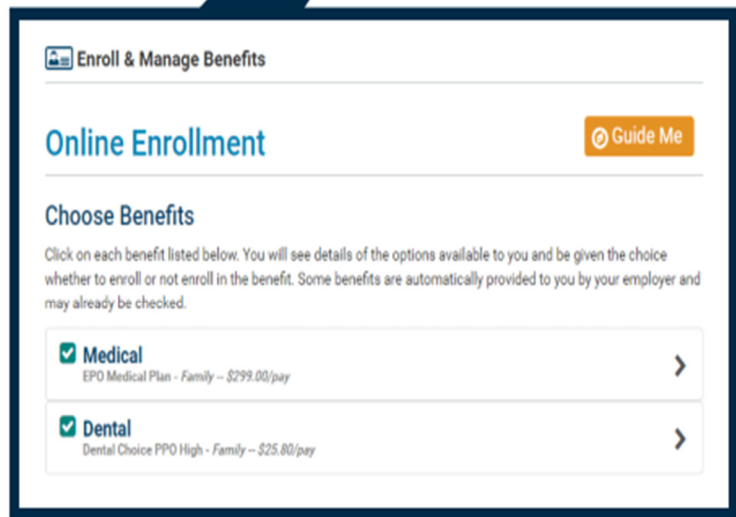 Enroll & Manage Benefits
Online Enrollment
Guide Me
Choose Benefits
Click on each benefit listed below. You will see details of the options available to you and be given the choice
whether to enroll or not enroll in the benefit. Some benefits are automatically provided to you by your employer and
may already be checked.
Medical
EPO Medical Plan - Family -- $299.00/pay
Dental
Dental Choice PPO High - Family -- $25.80/pay